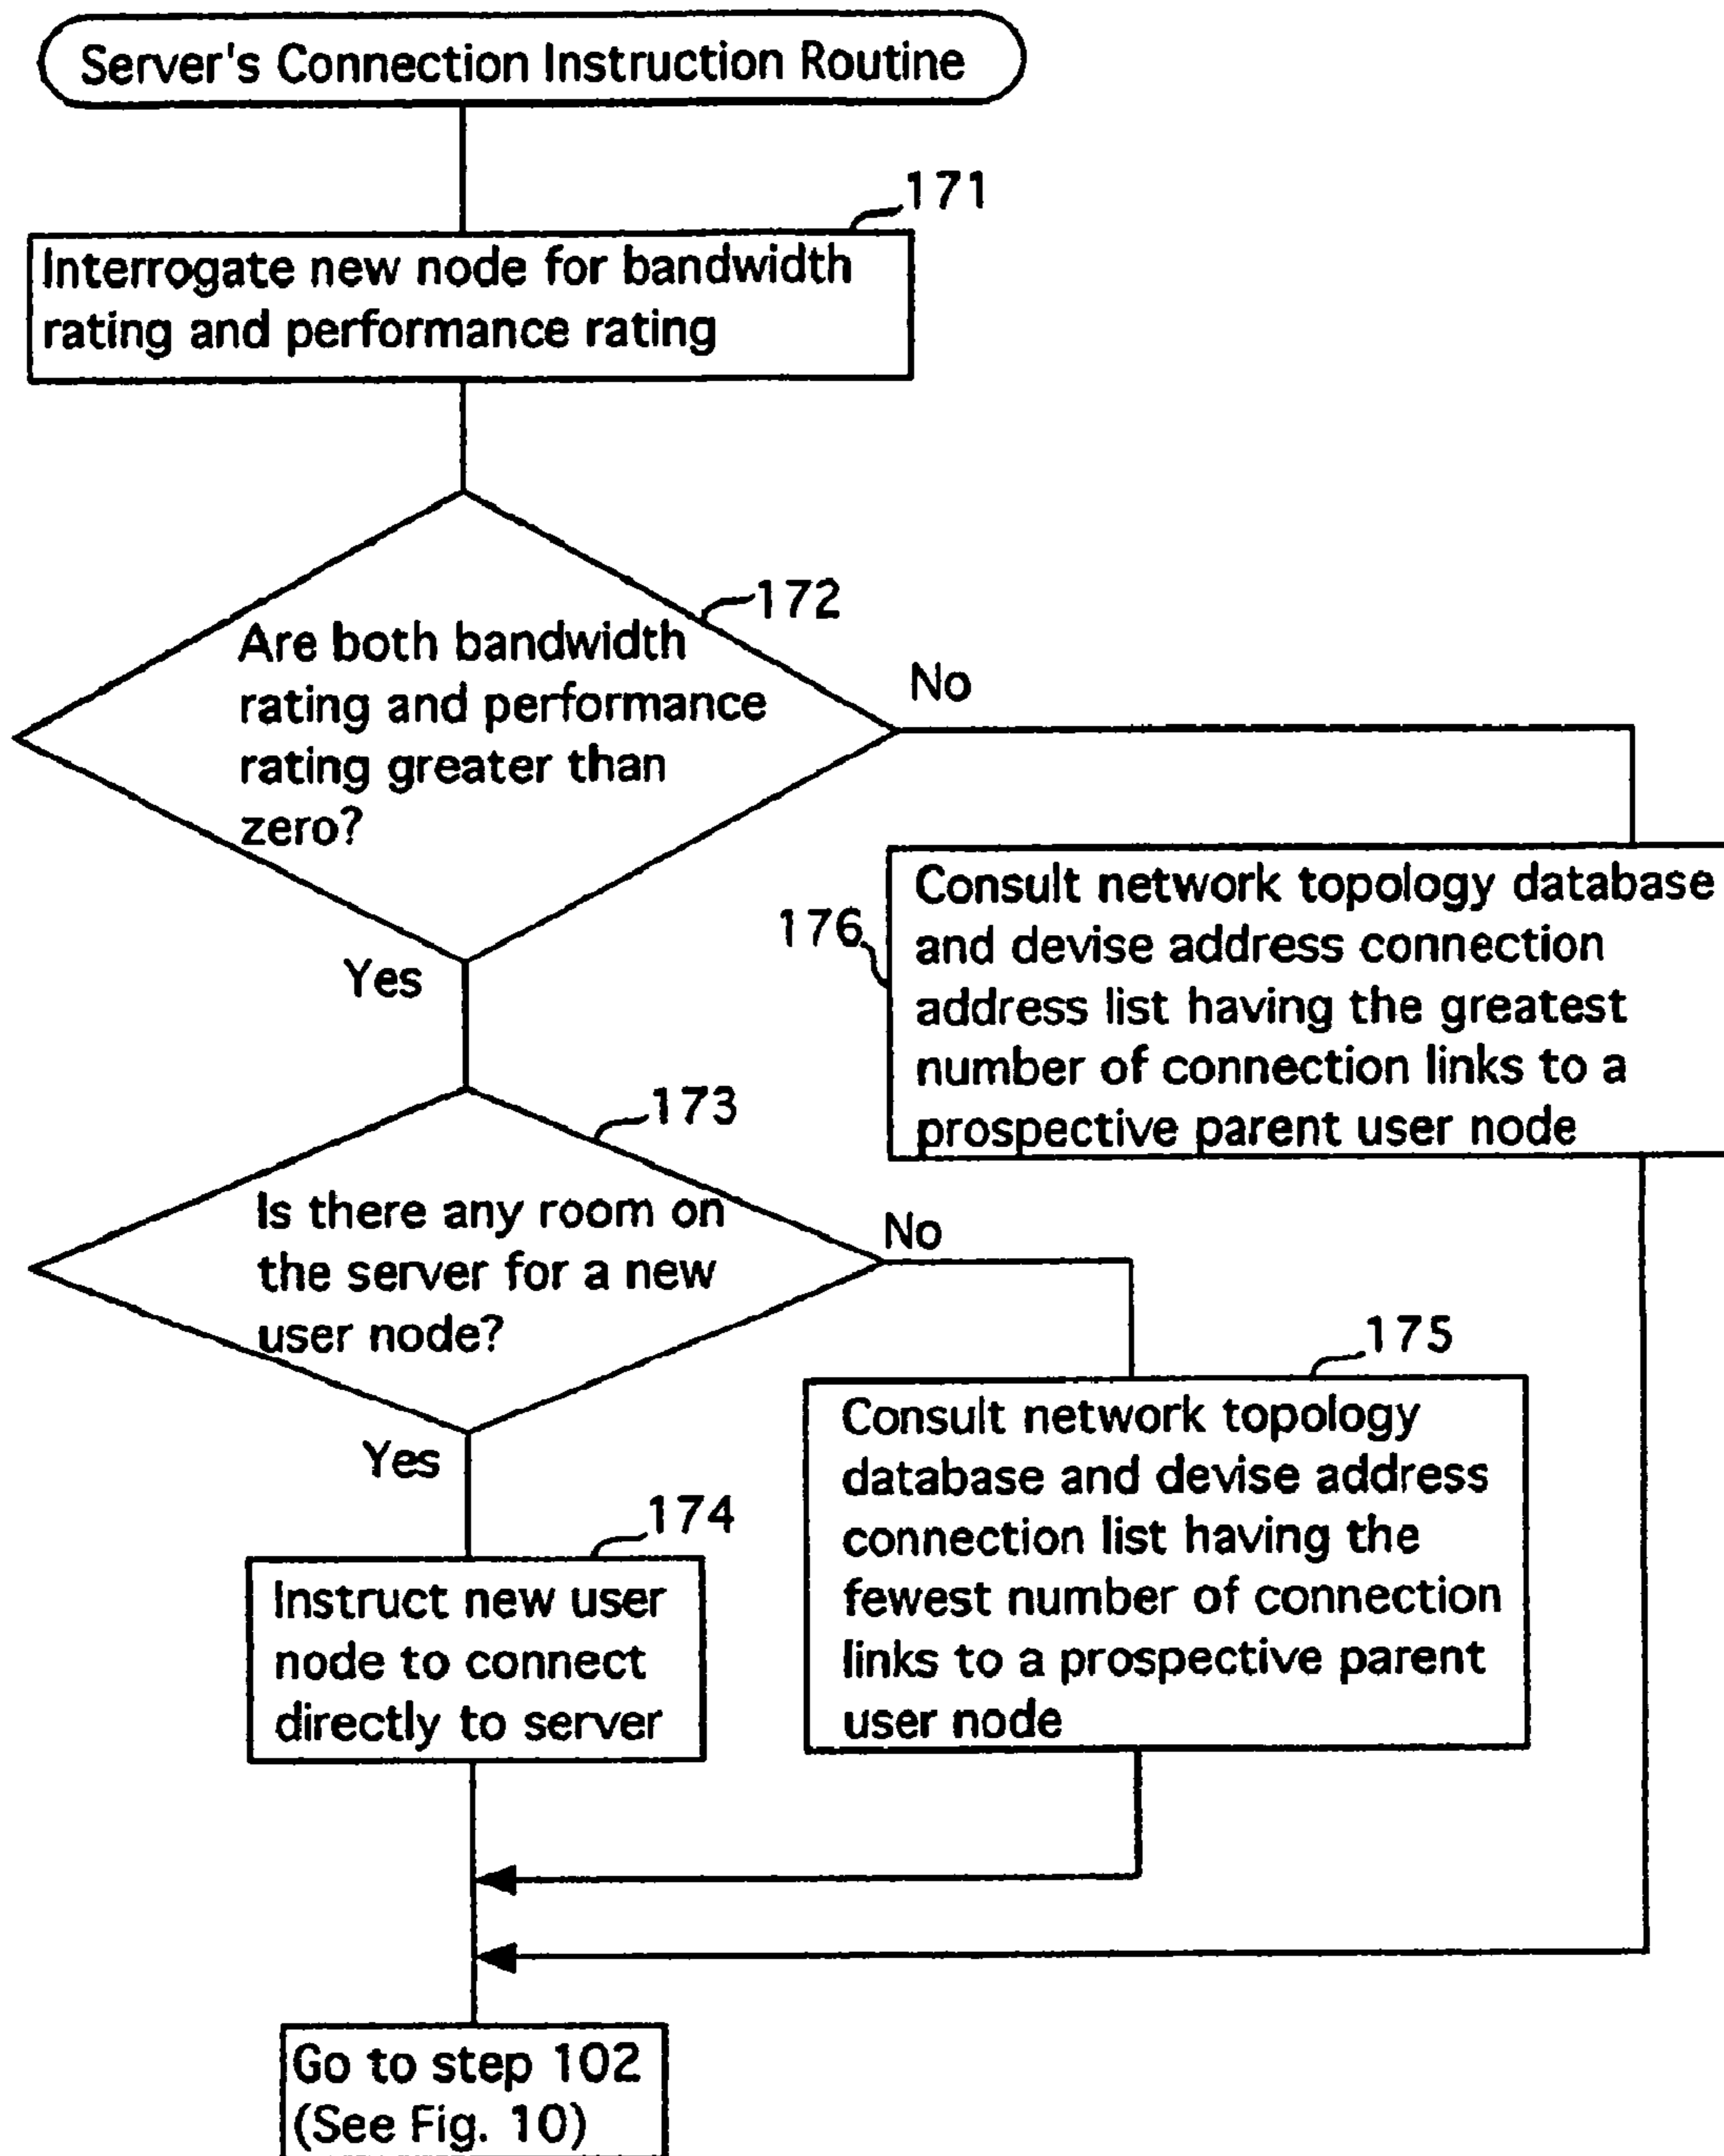 Server's Connection Instruction Routine
171
Interrogate new node for bandwidth
rating and performance rating
172
Are both bandwidth
rating and performance
rating greater than
zero?
No
Yes
176
Consult network topology database
and devise address connection
address list having the greatest
number of connection links to a
prospective parent user node
173
Is there any room on
the server for a new
user node?
No
Yes
175
Consult network topology
database and devise address
connection list having the
fewest number of connection
links to a prospective parent
user node
174
Instruct new user
node to connect
directly to server
Go to step 102
(See Fig. 10)